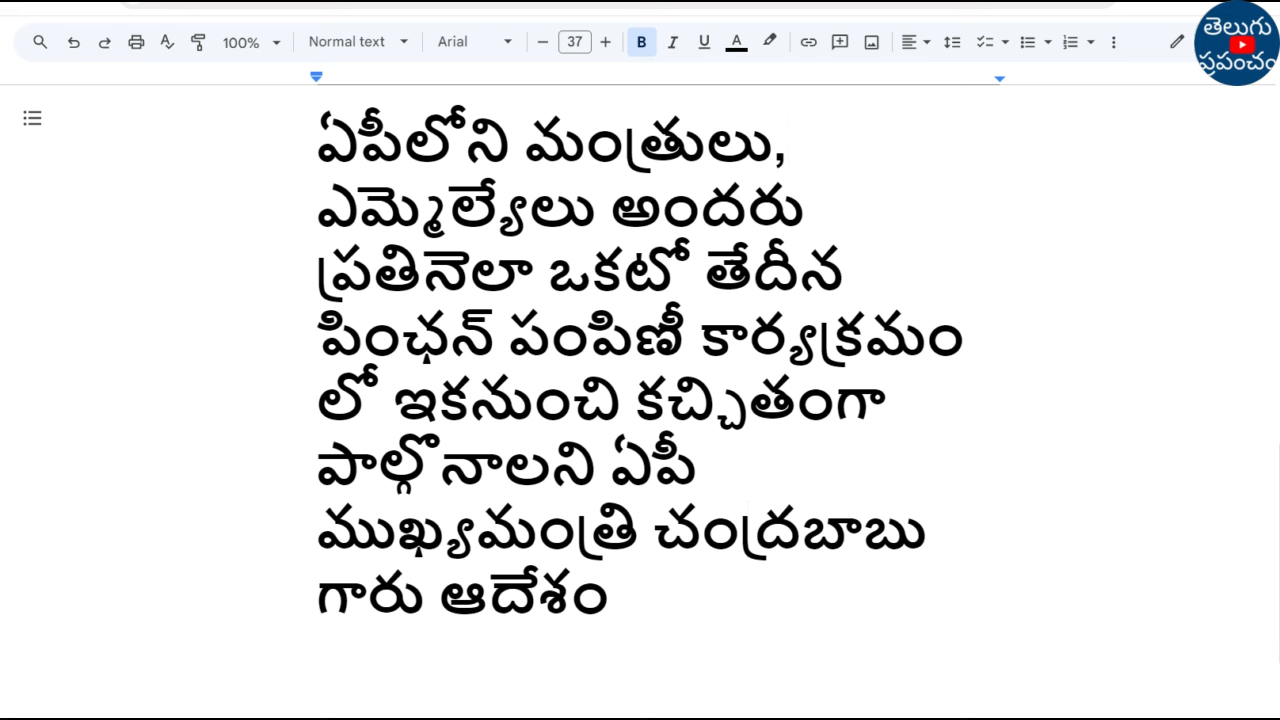 తెలుగు
ప్రపంచం
100% Normal text Arial 37 B I U A
ఏపీలోని మంత్రులు,
ఎమ్మెల్యేలు అందరు
ప్రతినెలా ఒకటో తేదీన
పింఛన్ పంపిణీ కార్యక్రమం
లో ఇకనుంచి కచ్చితంగా
పాల్గొనాలని ఏపీ
ముఖ్యమంత్రి చంద్రబాబు
గారు ఆదేశం